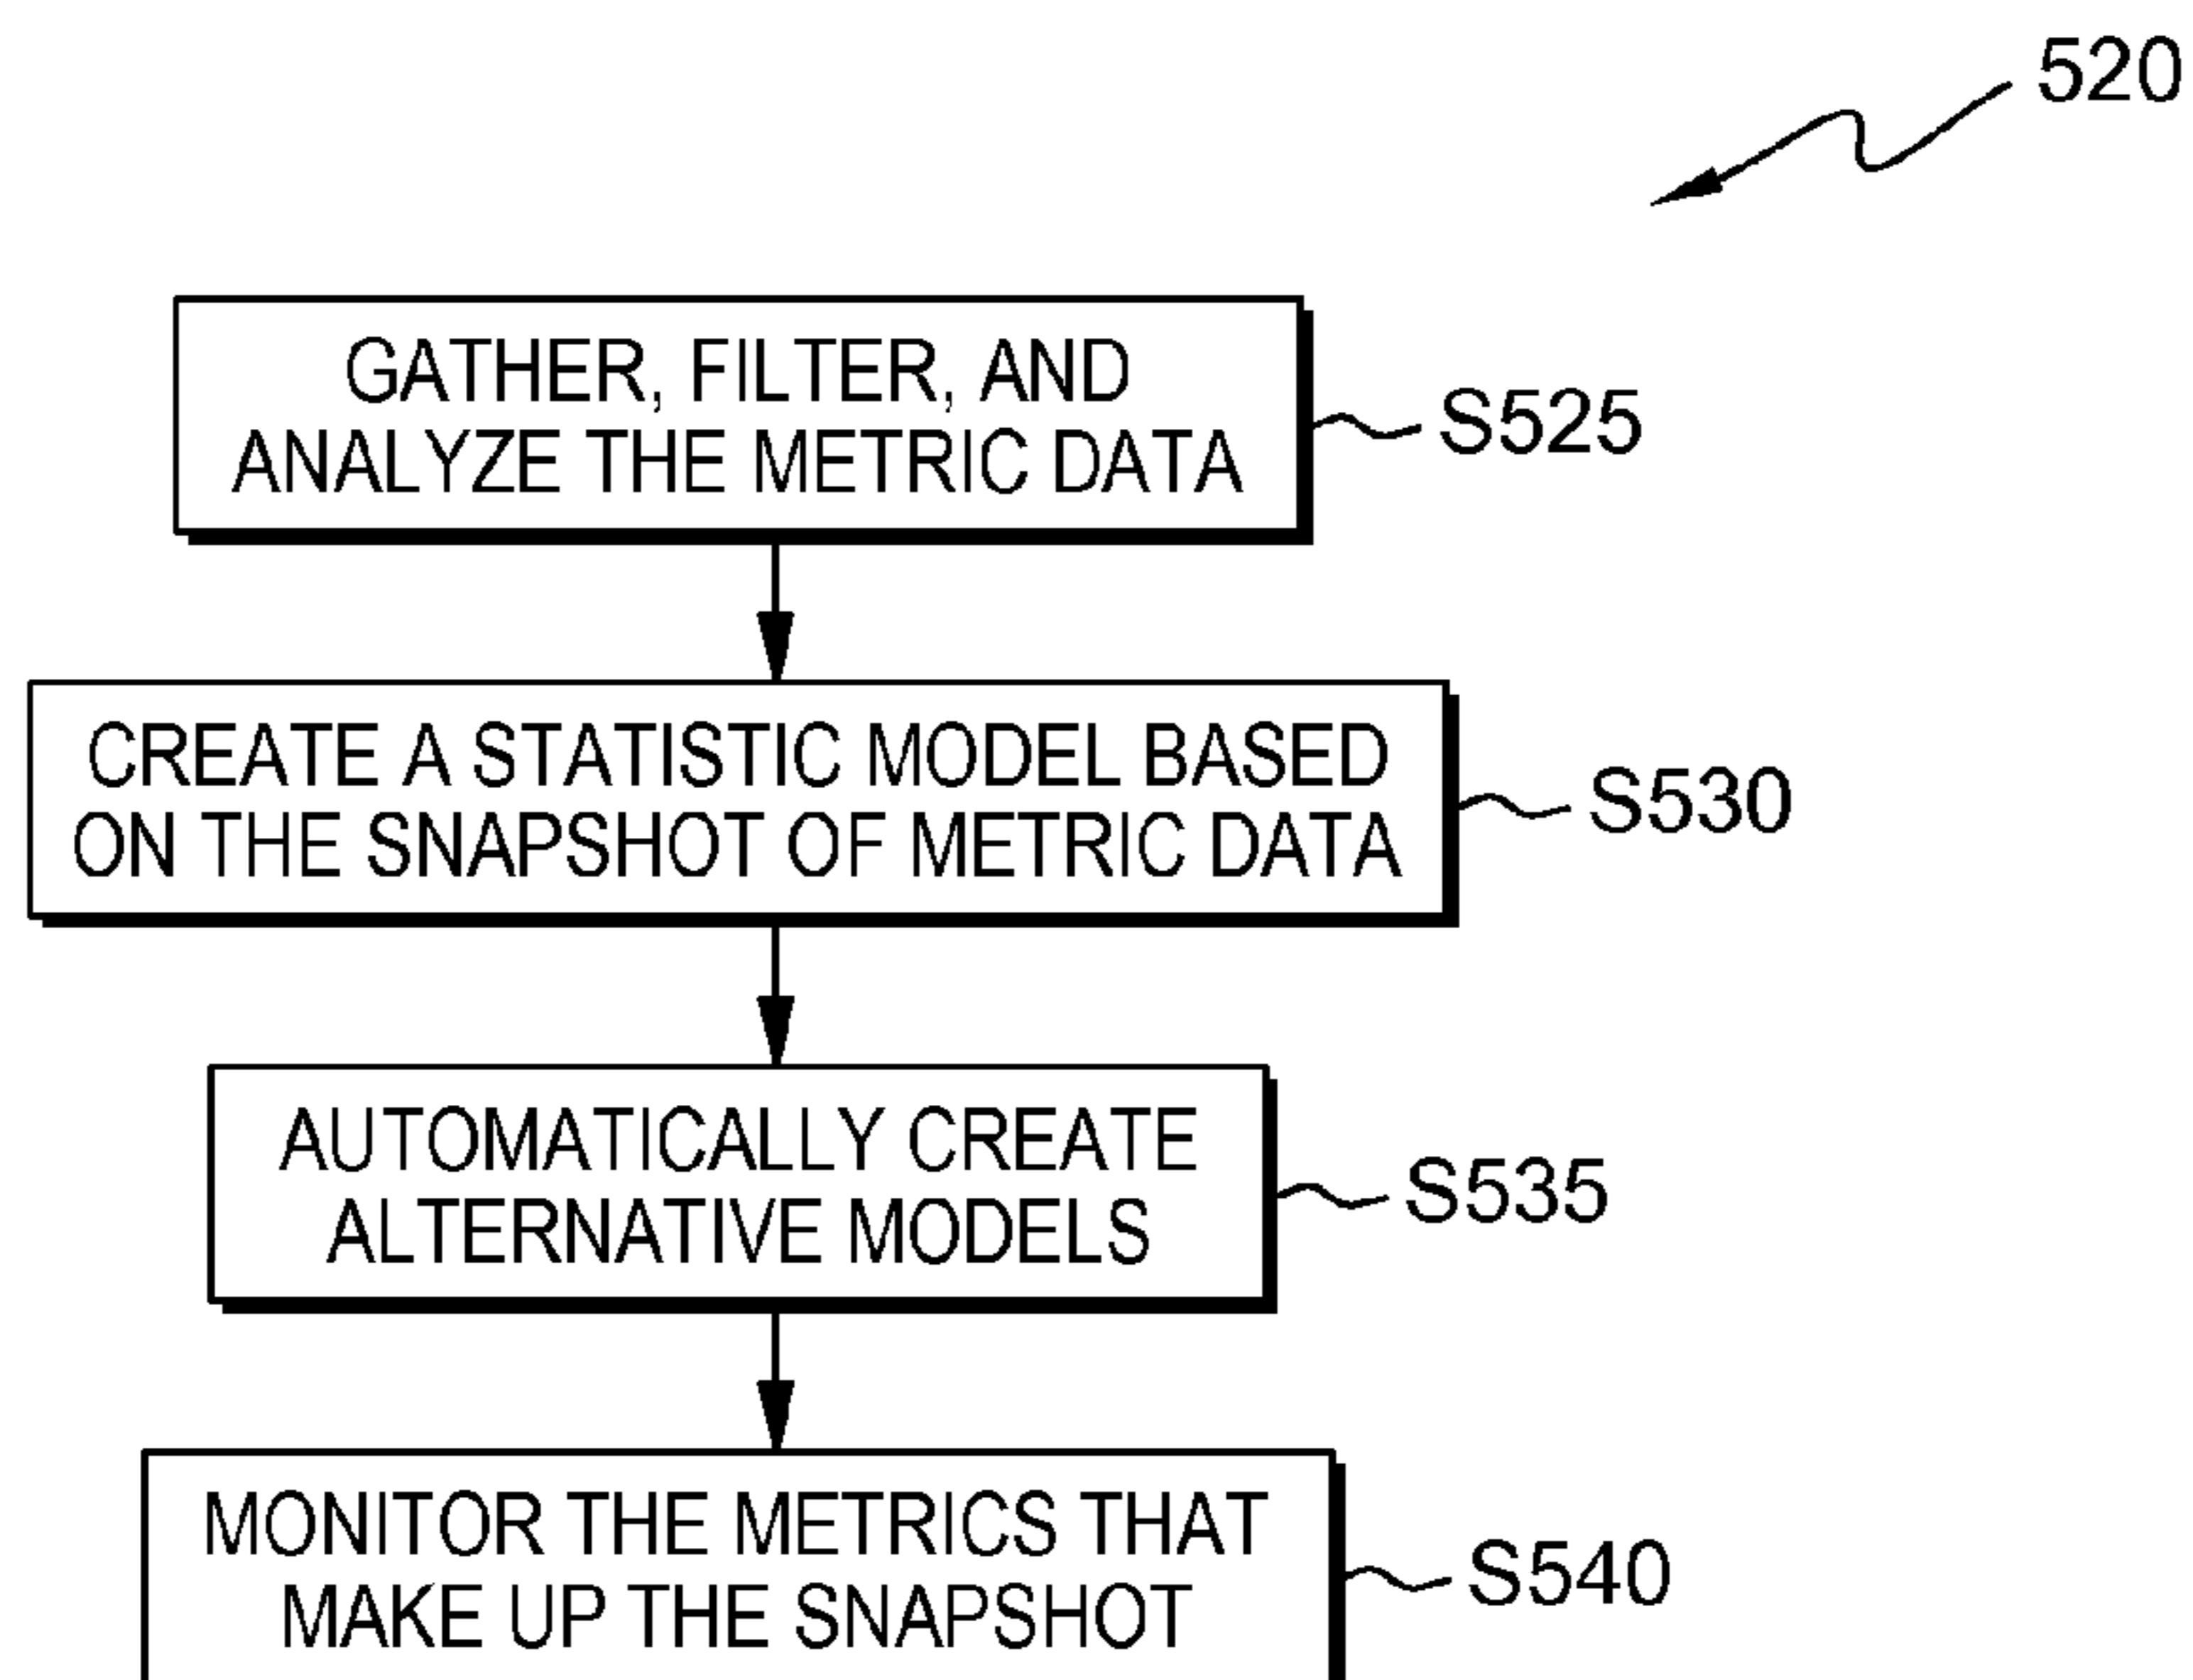 520
GATHER, FILTER, AND
ANALYZE THE METRIC DATA
S525
CREATE A STATISTIC MODEL BASED
ON THE SNAPSHOT OF METRIC DATA
S530
AUTOMATICALLY CREATE
ALTERNATIVE MODELS
S535
MONITOR THE METRICS THAT
MAKE UP THE SNAPSHOT
S540